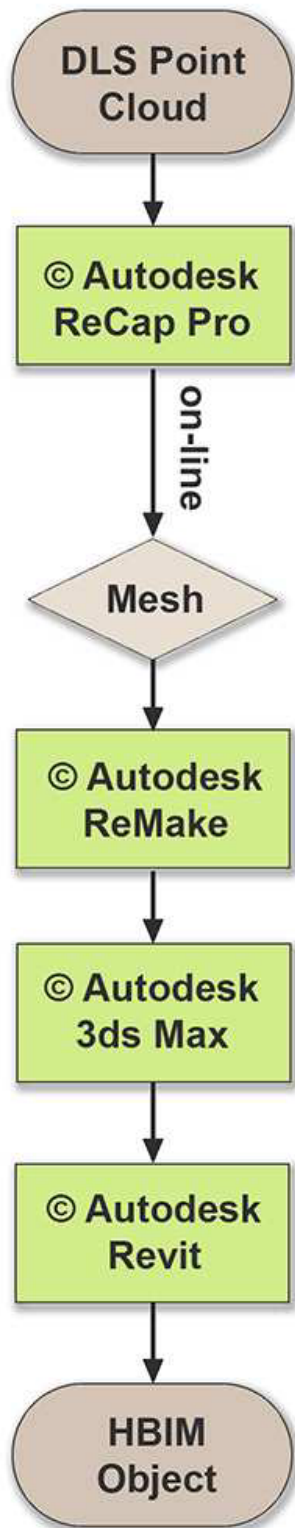 DLS Point
Cloud
© Autodesk
ReCap Pro
on-line
Mesh
© Autodesk
ReMake
© Autodesk
3ds Max
© Autodesk
Revit
HBIM
Object